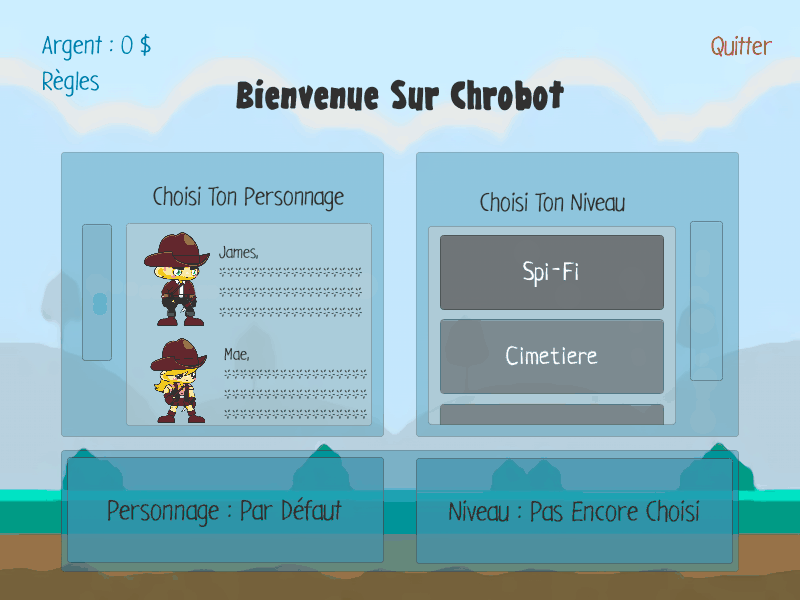 Argent : 0 $
Quitter
Règles
Bienvenue Sur Chrobot
Choisi Ton Personnage
Choisi Ton Niveau
James,
Spi-Fi
Cimetiere
Mae,
Personnage : Par Défaut
Niveau : Pas Encore Choisi